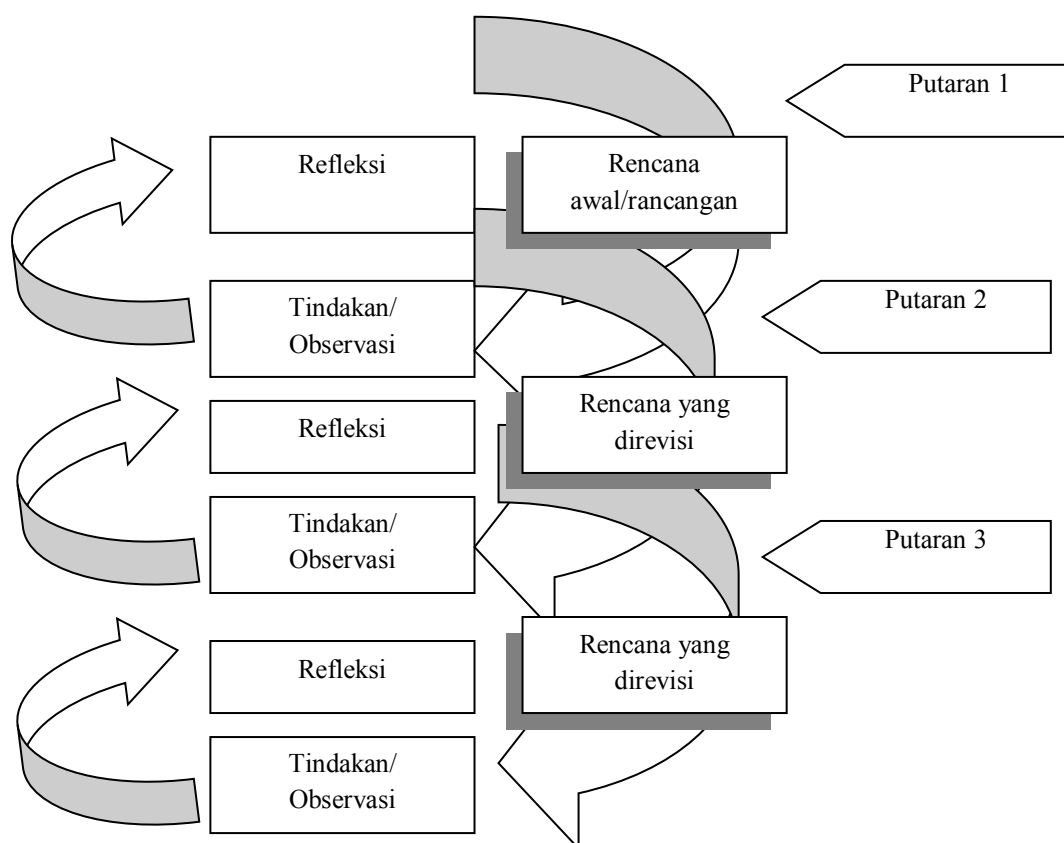 Putaran 1
Refleksi
Rencana
awal/rancangan
Tindakan/
Observasi
Putaran 2
Refleksi
Rencana yang
direvisi
Tindakan/
Observasi
Putaran 3
Refleksi
Rencana yang
direvisi
Tindakan/
Observasi